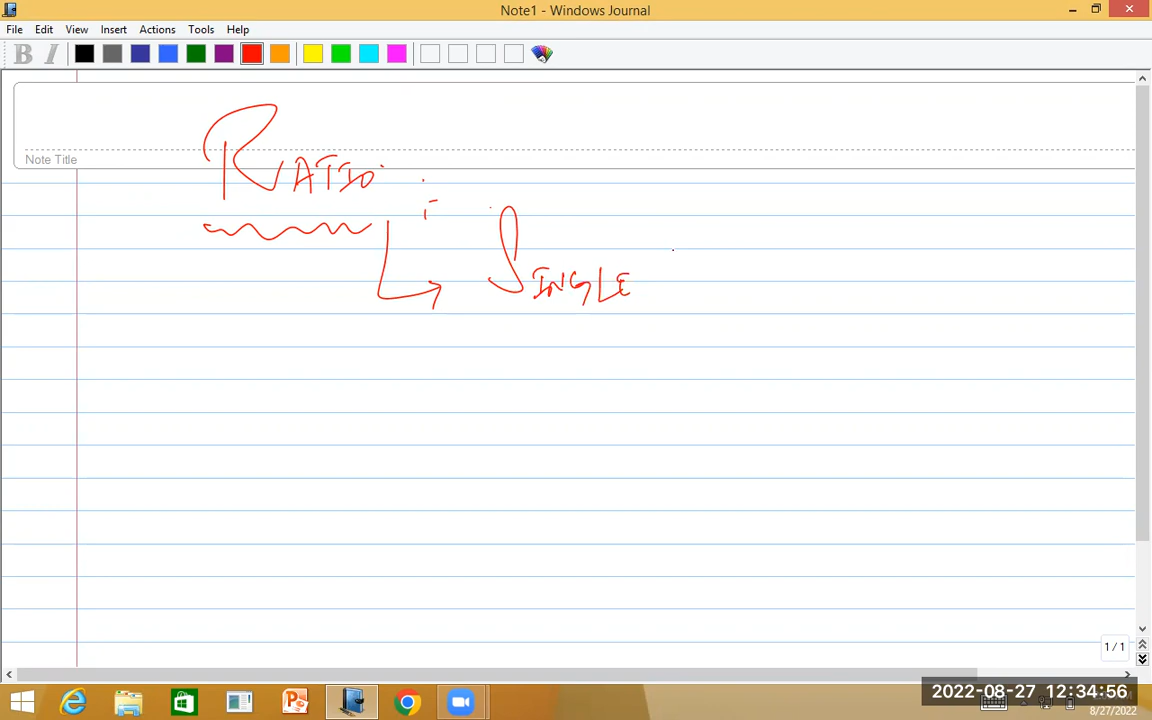 Note1 - Windows Journal
File Edit View Insert Actions Tools Help
B I
RATIO
Note Title
SINGLE
1 / 1
2022-08-27 12:34:56
8/27/2022